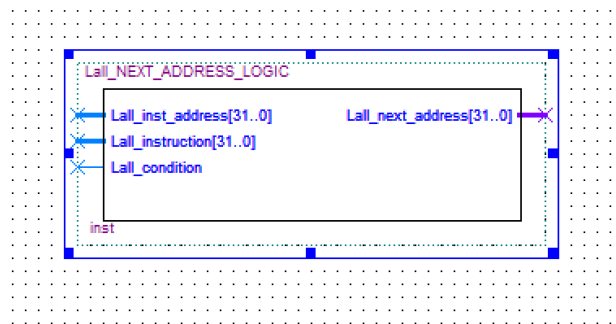 Lall_NEXT_ADDRESS_LOGIC
Lall_inst_address[31..0] Lall_next_address[31..0]
Lall_instruction[31..0]
Lall_condition
inst